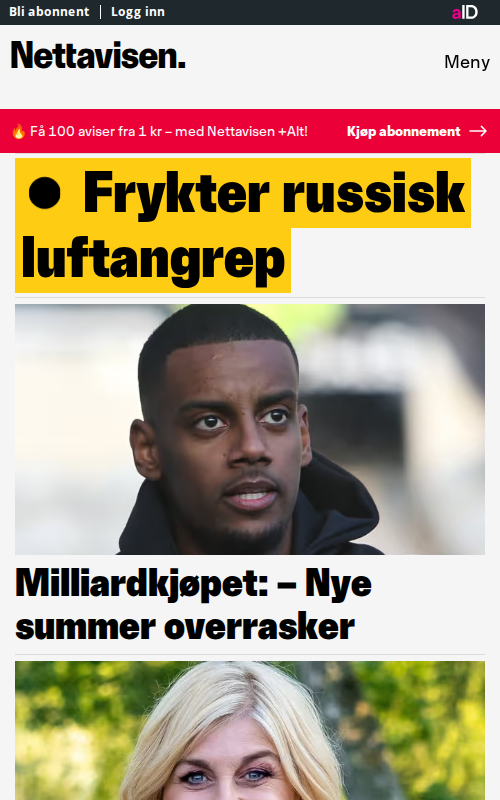 Bli abonnent | Logg inn
aID
Nettavisen.
Meny
🔥 Få 100 aviser fra 1 kr – med Nettavisen +Alt!
Kjøp abonnement →
● Frykter russisk
luftangrep
Milliardkjøpet: – Nye
summer overrasker